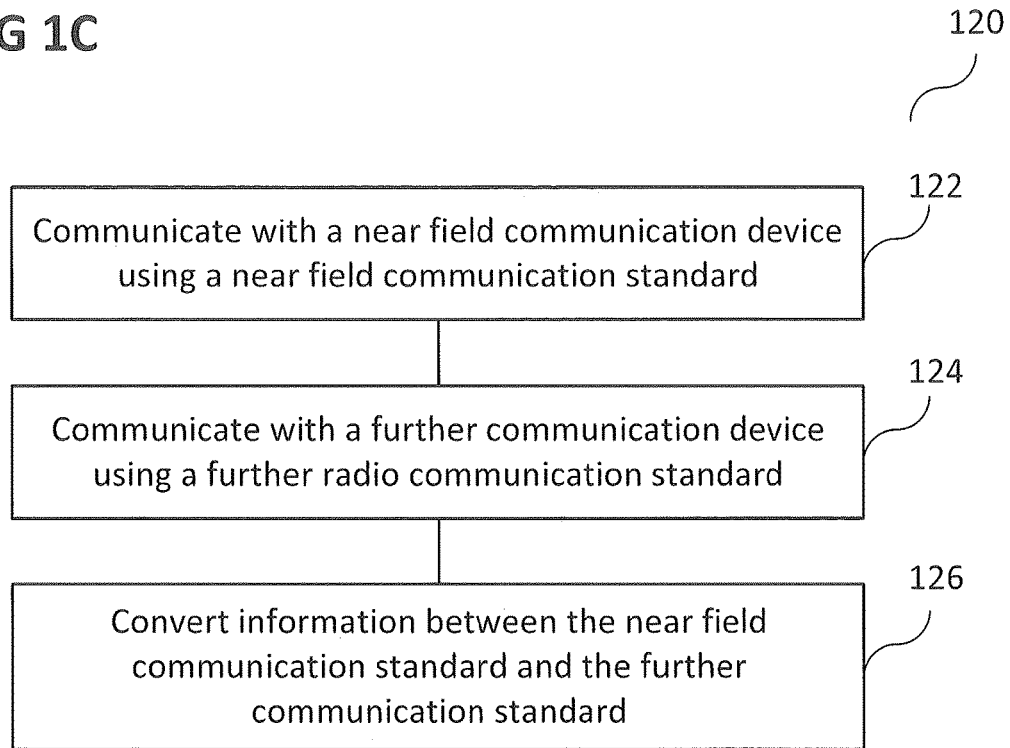 G 1C
120
122
Communicate with a near field communication device
using a near field communication standard
124
Communicate with a further communication device
using a further radio communication standard
126
Convert information between the near field
communication standard and the further
communication standard